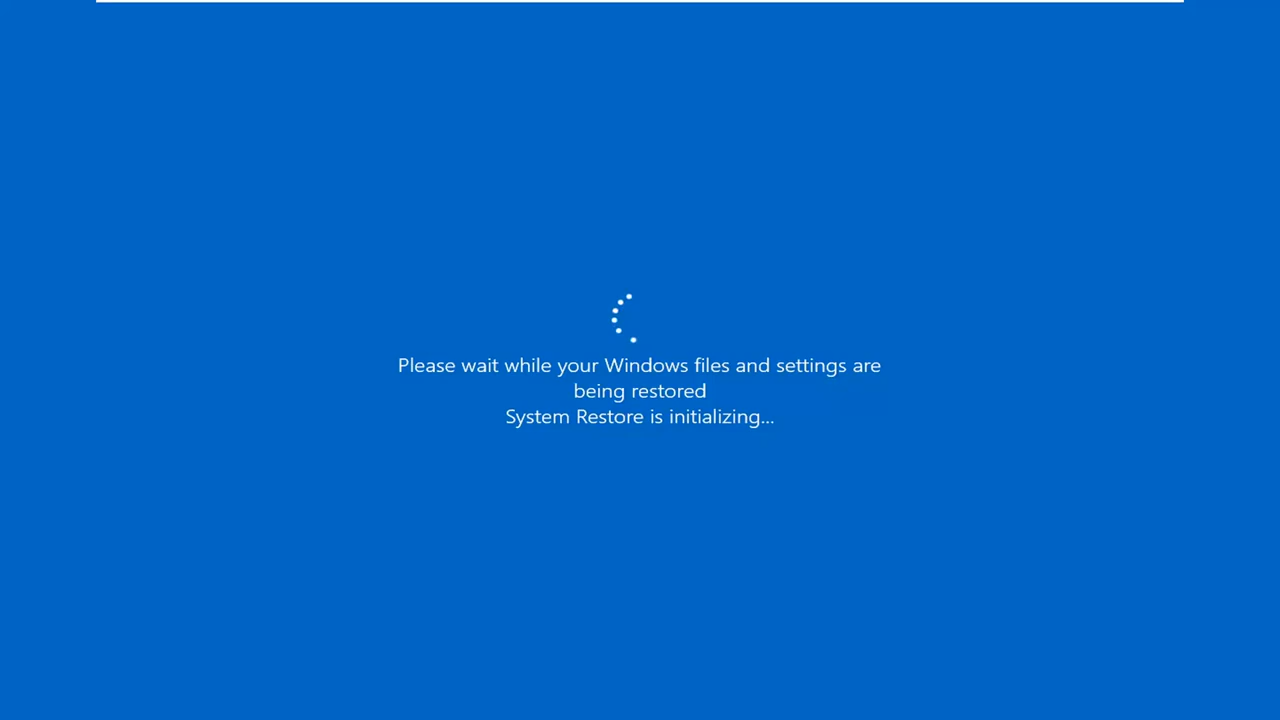 Please wait while your Windows files and settings are
being restored
System Restore is initializing...